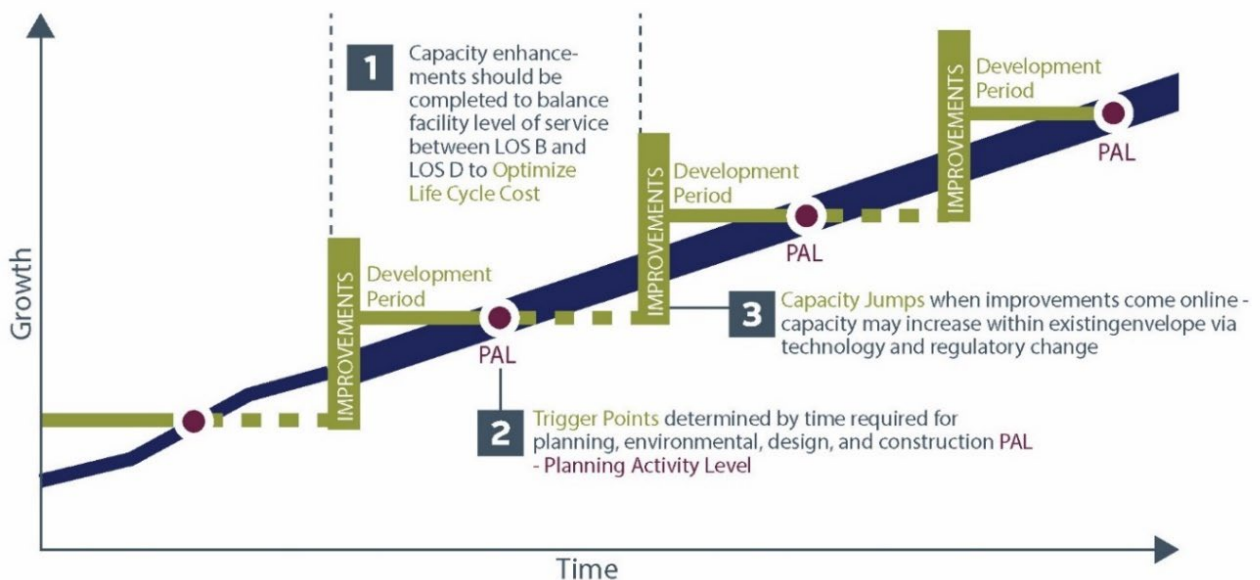 1
Capacity enhance-
ments should be
completed to balance
facility level of service
between LOS B and
LOS D to Optimize
Life Cycle Cost
IMPROVEMENTS
Development
Period
PAL
IMPROVEMENTS
Development
Period
PAL
IMPROVEMENTS
Development
Period
PAL
3
Capacity Jumps when improvements come online -
capacity may increase within existingenvelope via
technology and regulatory change
2
Trigger Points determined by time required for
planning, environmental, design, and construction PAL
- Planning Activity Level
Growth
Time